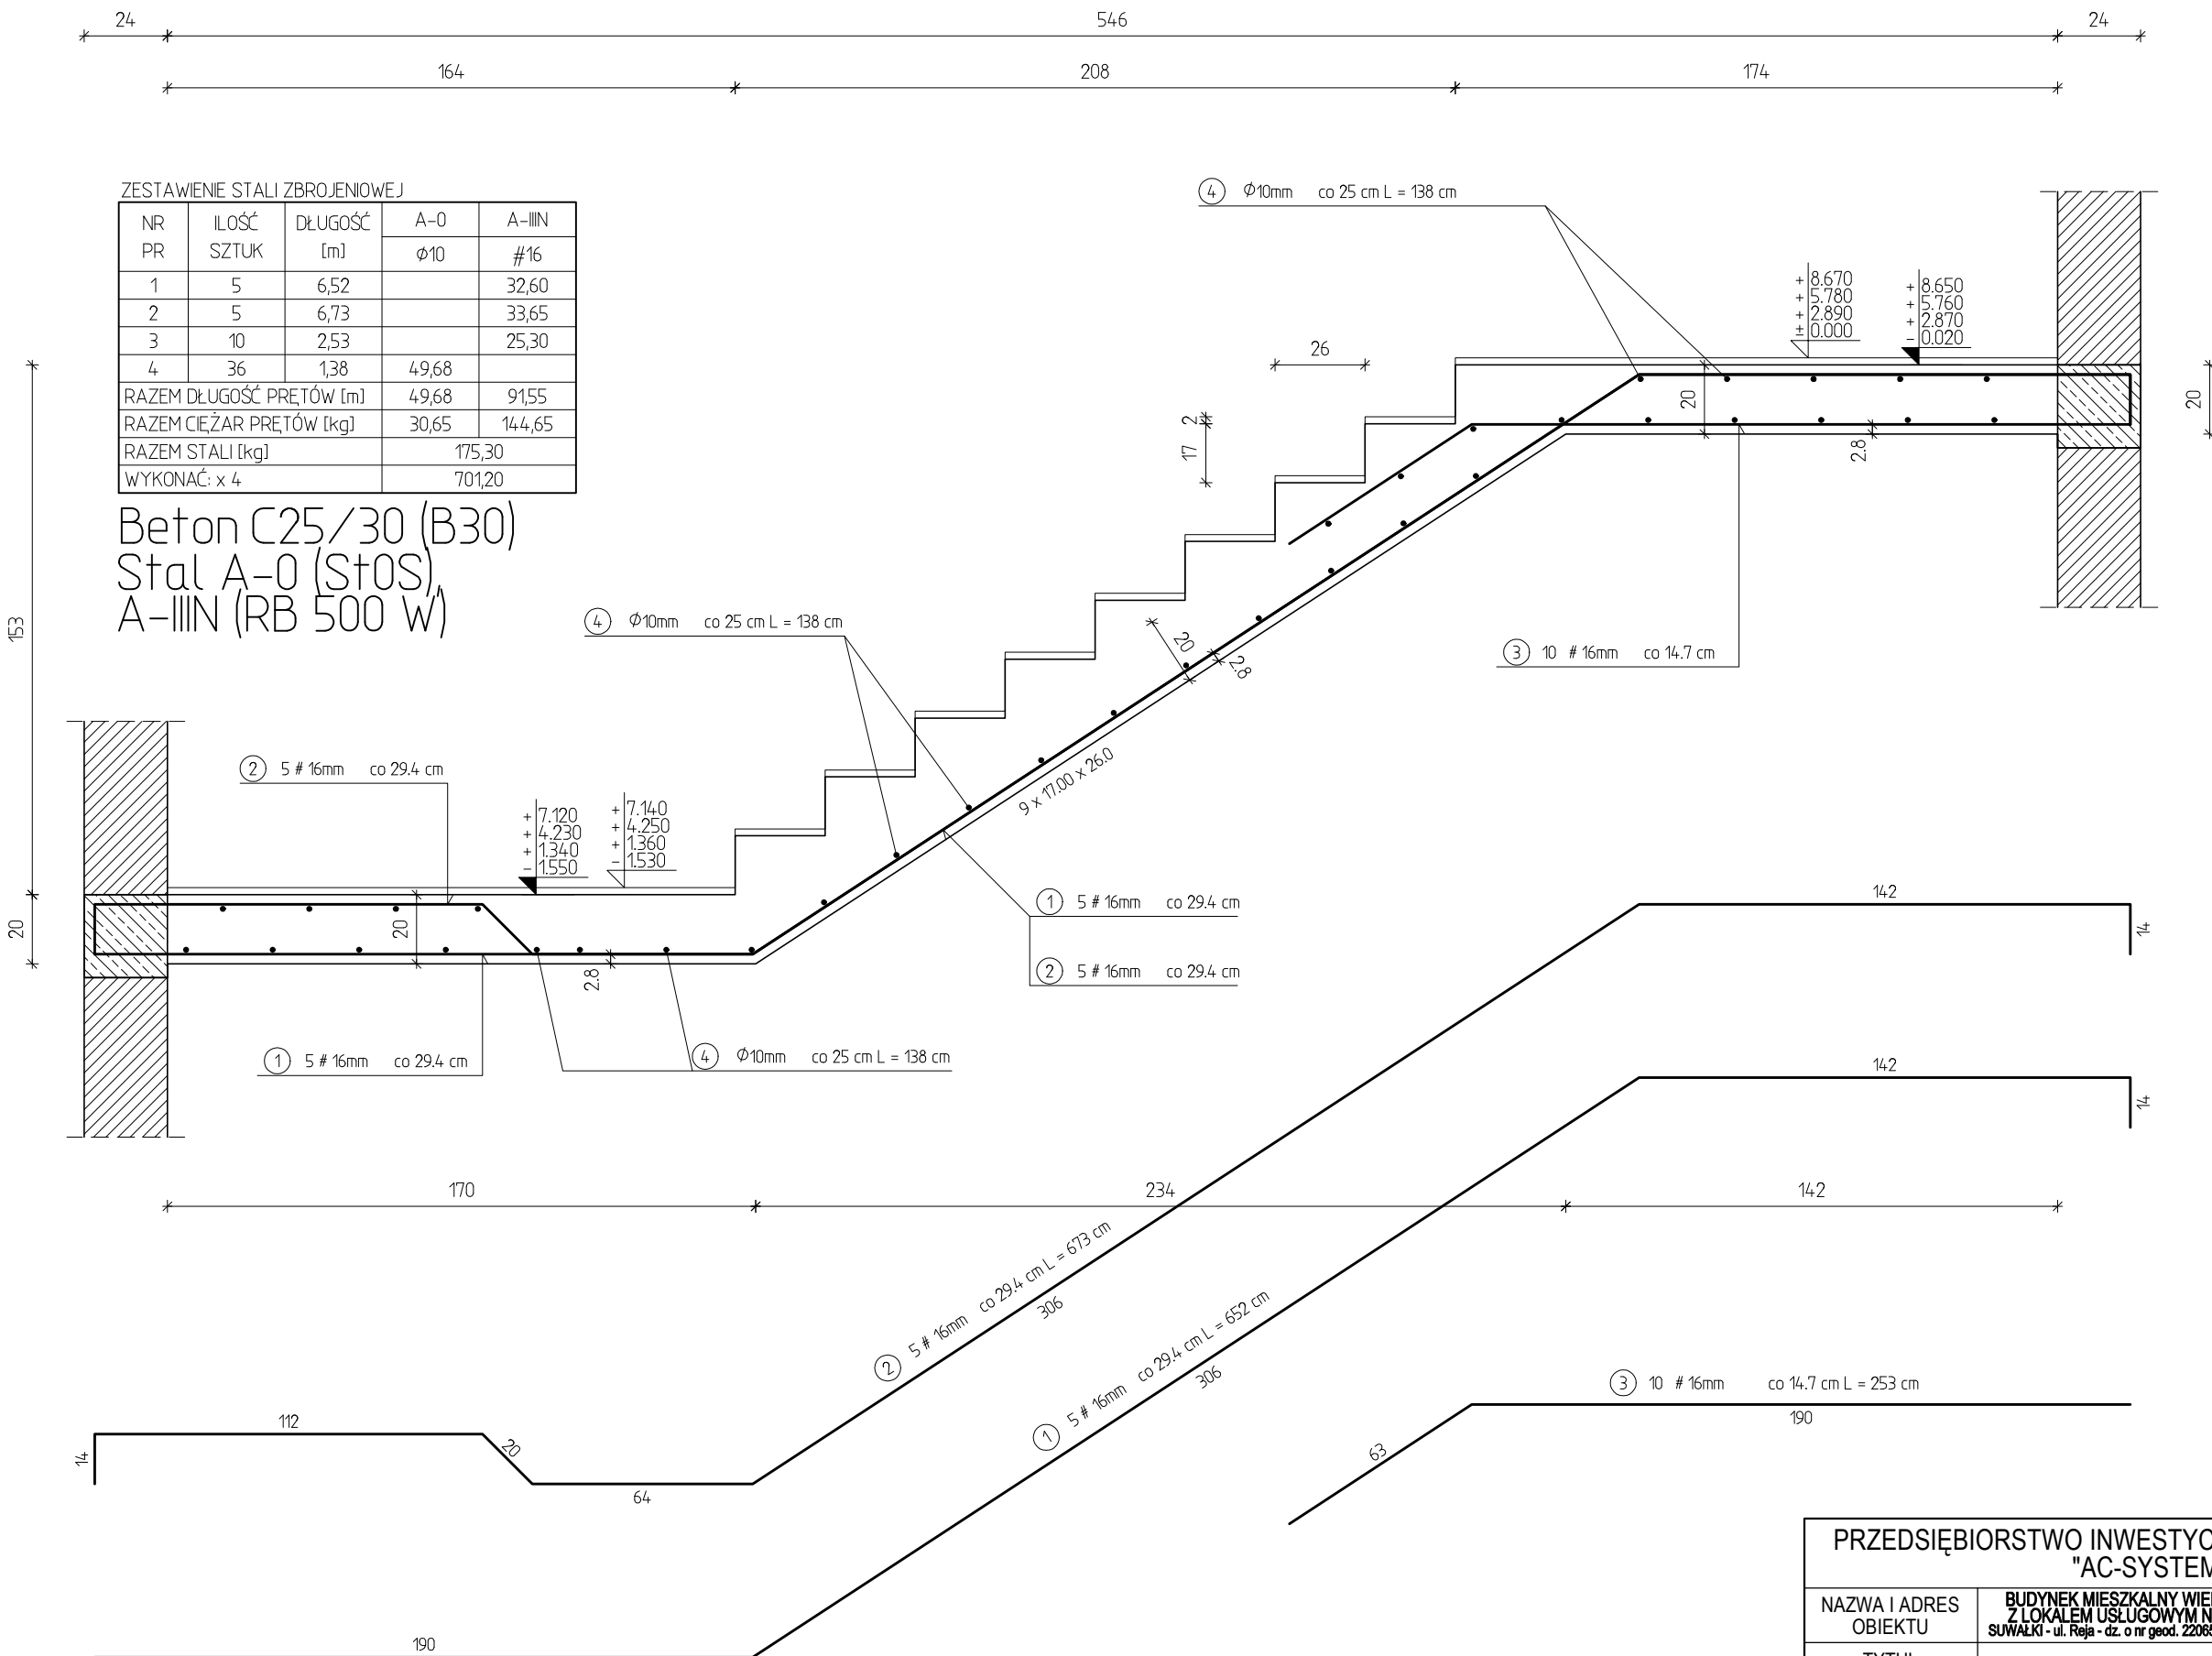 24 546 24
164 208 174
ZESTAWIENIE STALI ZBROJENIOWEJ
NR PR ILOŚĆ SZTUK DŁUGOŚĆ [m] A-0 A-IIIN
ϕ10 #16
1 5 6,52 32,60
2 5 6,73 33,65
3 10 2,53 25,30
4 36 1,38 49,68
RAZEM DŁUGOŚĆ PRĘTÓW [m] 49,68 91,55
RAZEM CIĘŻAR PRĘTÓW [kg] 30,65 144,65
RAZEM STALI [kg] 175,30
WYKONAĆ: x 4 701,20
Beton C25/30 (B30)
Stal A-0 (St0S),
A-IIIN (RB 500 W)
4 ϕ10mm co 25 cm L = 138 cm
+ 8.670
+ 5.780
+ 2.890
± 0.000
+ 8.650
+ 5.760
+ 2.870
- 0.020
26
2
17
20
2.8
20
153
20
4 ϕ10mm co 25 cm L = 138 cm
20
2.8
3 10 # 16mm co 14.7 cm
9 x 17.00 x 26.0
2 5 # 16mm co 29.4 cm
+ 7.120
+ 4.230
+ 1.340
- 1.550
+ 7.140
+ 4.250
+ 1.360
- 1.530
20
2.8
1 5 # 16mm co 29.4 cm
2 5 # 16mm co 29.4 cm
1 5 # 16mm co 29.4 cm
4 ϕ10mm co 25 cm L = 138 cm
142
14
142
14
170 234 142
2 5 # 16mm co 29.4 cm L = 673 cm
306
1 5 # 16mm co 29.4 cm L = 652 cm
306
3 10 # 16mm co 14.7 cm L = 253 cm
190
63
112
14
20
64
190
PRZEDSIĘBIORSTWO INWESTYC
"AC-SYSTEM
NAZWA I ADRES OBIEKTU
BUDYNEK MIESZKALNY WIE
Z LOKALEM USŁUGOWYM N
SUWAŁKI - ul. Reja - dz. o nr geod. 22065